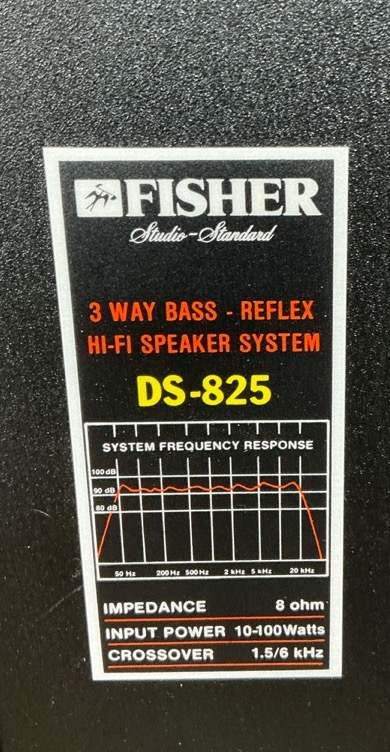 FISHER
Studio-Standard
3 WAY BASS - REFLEX
HI-FI SPEAKER SYSTEM
DS-825
SYSTEM FREQUENCY RESPONSE
100 dB
90 dB
80 dB
50 Hz 200 Hz 500 Hz 2 kHz 5 kHz 20 kHz
IMPEDANCE 8 ohm
INPUT POWER 10-100Watts
CROSSOVER 1.5/6 kHz